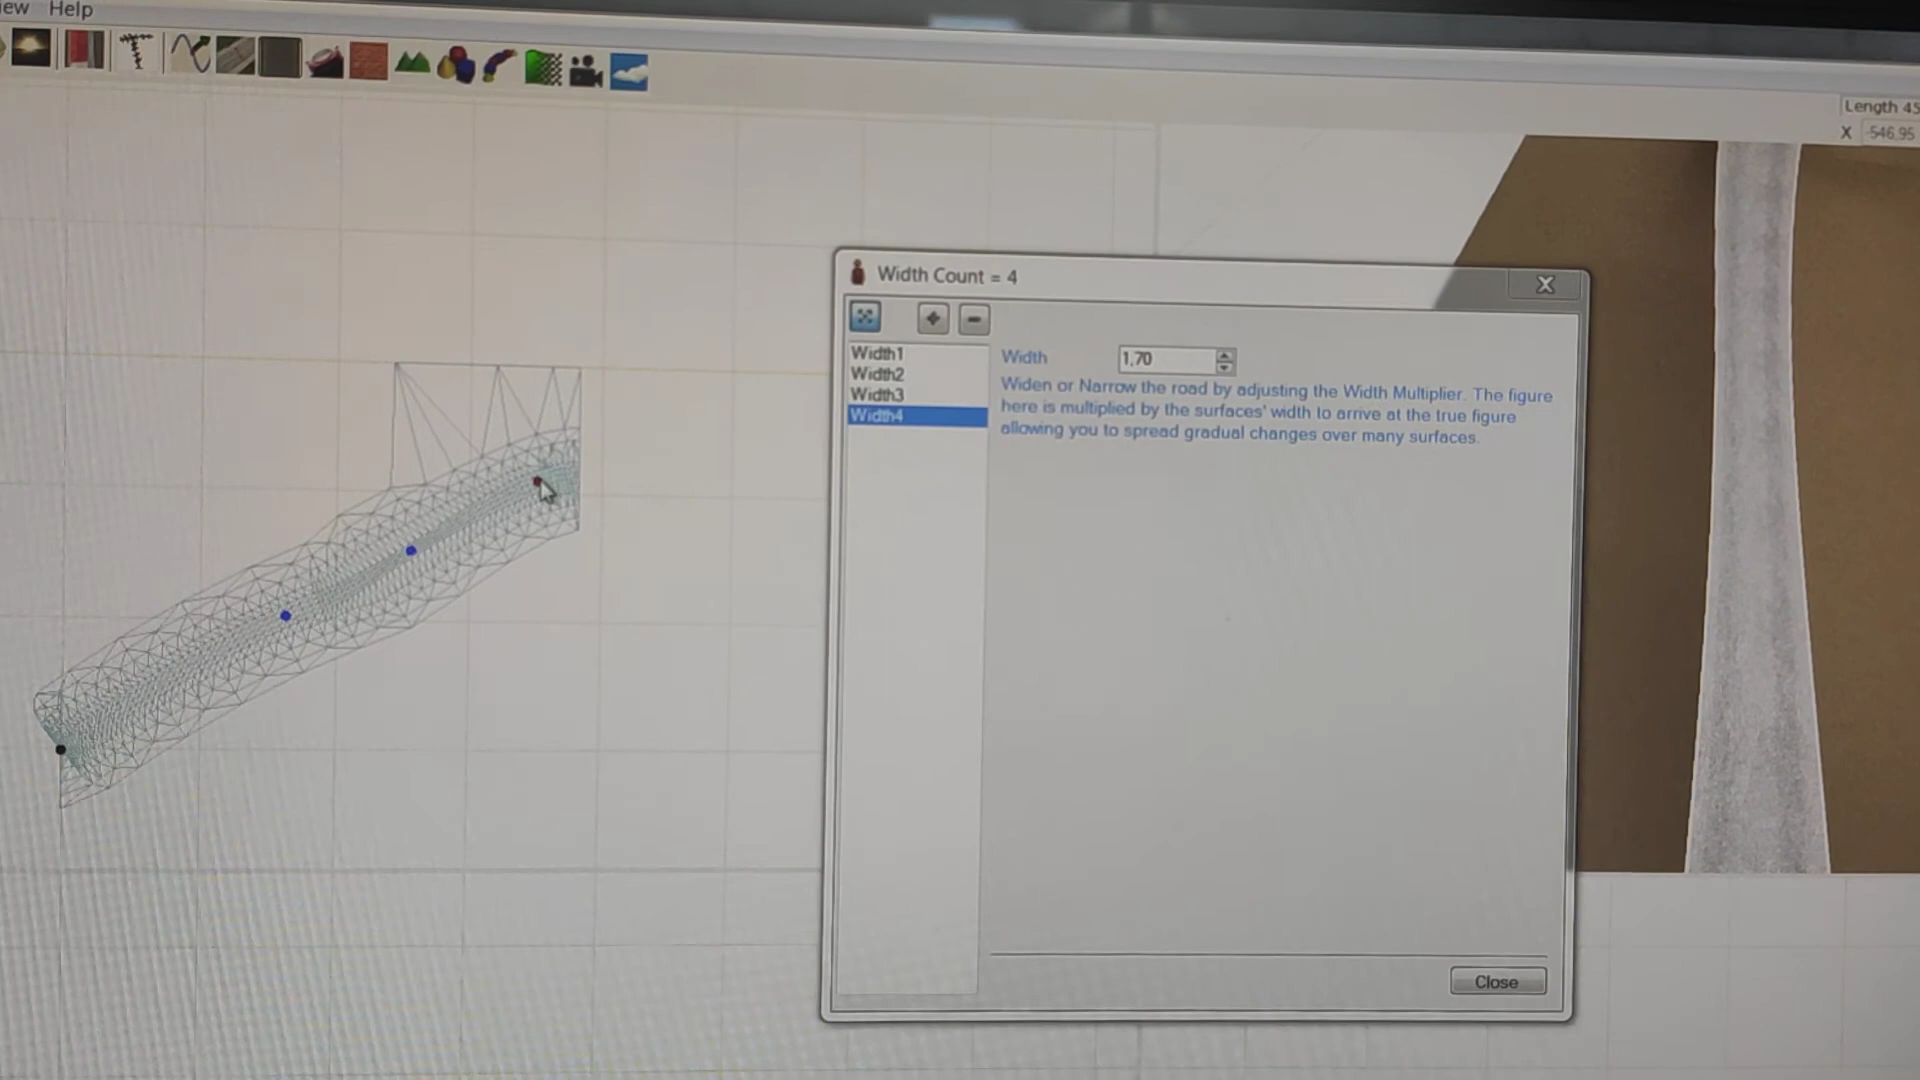 ew Help
Length 45
X -546.95
Width Count = 4
Width1
Width2
Width3
Width4
Width 1,70
Widen or Narrow the road by adjusting the Width Multiplier. The figure
here is multiplied by the surfaces' width to arrive at the true figure
allowing you to spread gradual changes over many surfaces.
Close